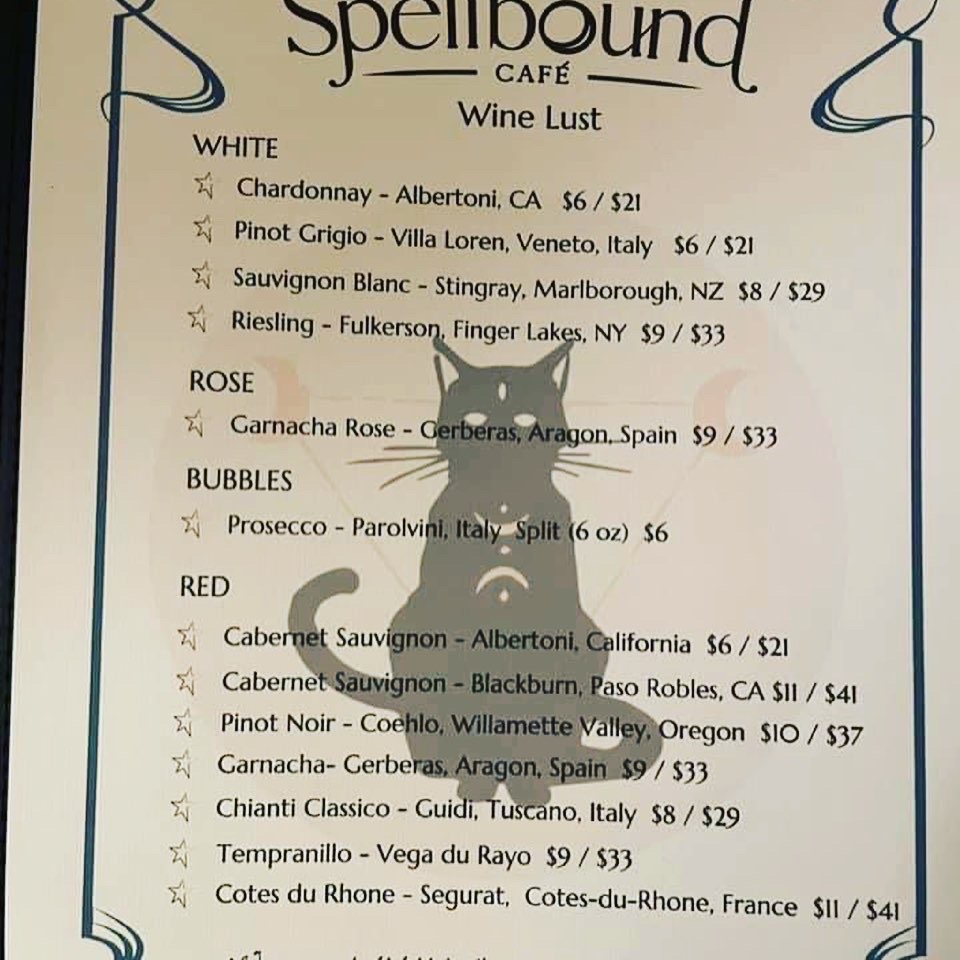 Spellbound
CAFÉ
Wine Lust
WHITE
Chardonnay - Albertoni, CA $6 / $21
Pinot Grigio - Villa Loren, Veneto, Italy $6 / $21
Sauvignon Blanc - Stingray, Marlborough, NZ $8 / $29
Riesling - Fulkerson, Finger Lakes, NY $9 / $33
ROSE
Garnacha Rose - Gerberas, Aragon, Spain $9 / $33
BUBBLES
Prosecco - Parolvini, Italy Split (6 oz) $6
RED
Cabernet Sauvignon - Albertoni, California $6 / $21
Cabernet Sauvignon - Blackburn, Paso Robles, CA $11 / $41
Pinot Noir - Coehlo, Willamette Valley, Oregon $10 / $37
Garnacha- Gerberas, Aragon, Spain $9 / $33
Chianti Classico - Guidi, Tuscano, Italy $8 / $29
Tempranillo - Vega du Rayo $9 / $33
Cotes du Rhone - Segurat, Cotes-du-Rhone, France $11 / $41